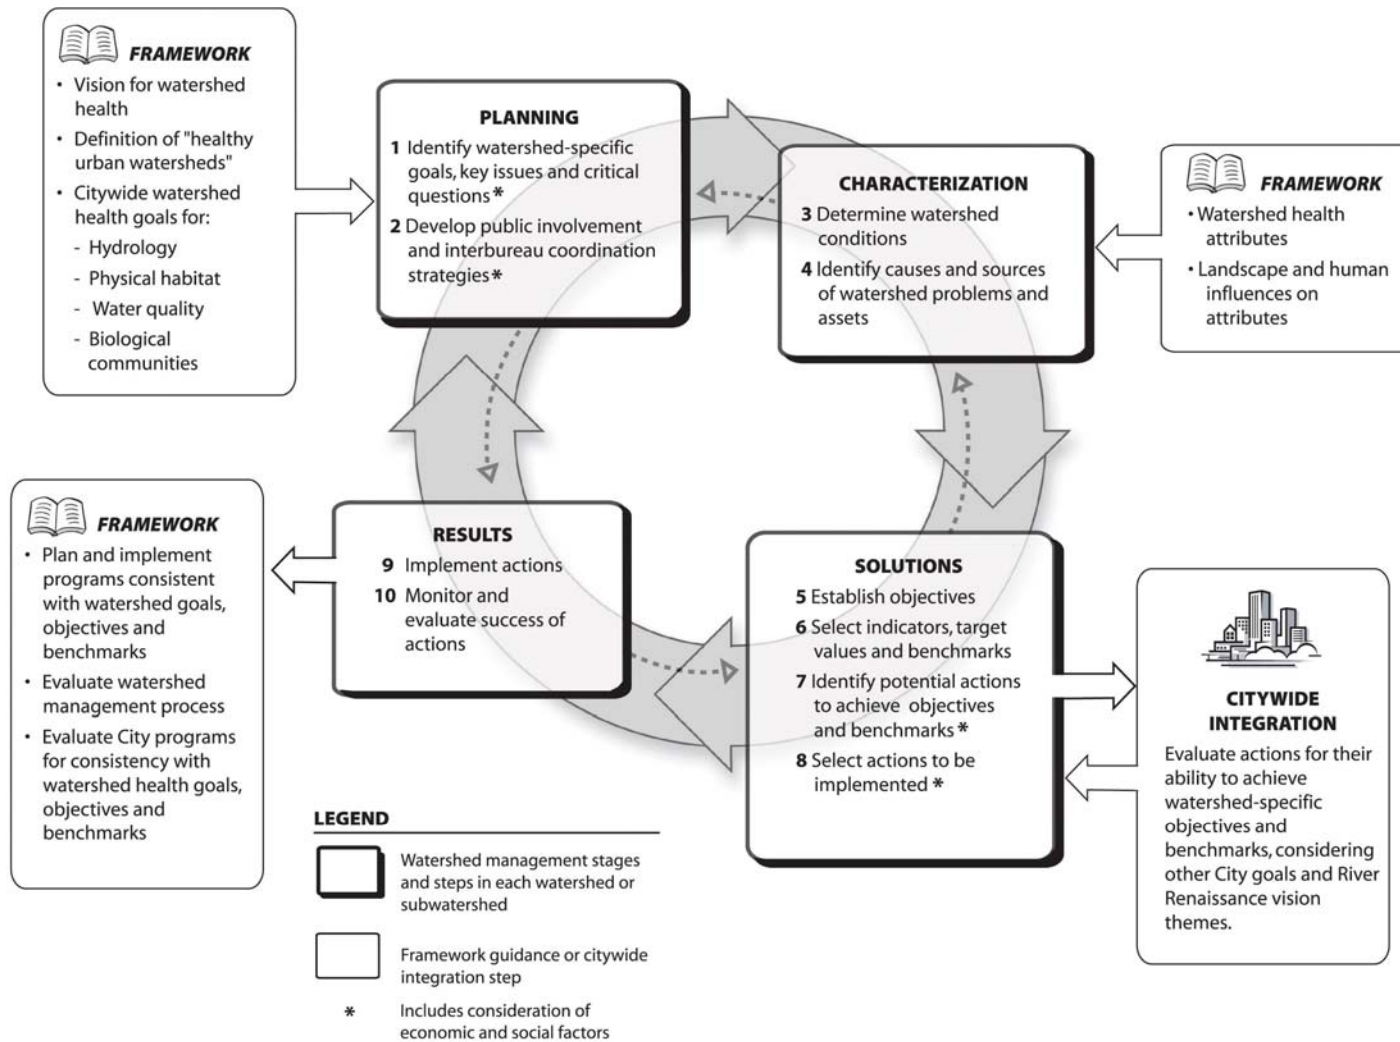 FRAMEWORK
• Vision for watershed
health
• Definition of "healthy
urban watersheds"
• Citywide watershed
health goals for:
- Hydrology
- Physical habitat
- Water quality
- Biological
communities
PLANNING
1 Identify watershed-specific
goals, key issues and critical
questions*
2 Develop public involvement
and interbureau coordination
strategies*
CHARACTERIZATION
3 Determine watershed
conditions
4 Identify causes and sources
of watershed problems and
assets
FRAMEWORK
• Watershed health
attributes
• Landscape and human
influences on
attributes
FRAMEWORK
• Plan and implement
programs consistent
with watershed goals,
objectives and
benchmarks
• Evaluate watershed
management process
• Evaluate City programs
for consistency with
watershed health goals,
objectives and
benchmarks
RESULTS
9 Implement actions
10 Monitor and
evaluate success of
actions
SOLUTIONS
5 Establish objectives
6 Select indicators, target
values and benchmarks
7 Identify potential actions
to achieve objectives
and benchmarks *
8 Select actions to be
implemented *
CITYWIDE
INTEGRATION
Evaluate actions for their
ability to achieve
watershed-specific
objectives and
benchmarks, considering
other City goals and River
Renaissance vision
themes.
LEGEND
Watershed management stages
and steps in each watershed or
subwatershed
Framework guidance or citywide
integration step
* Includes consideration of
economic and social factors